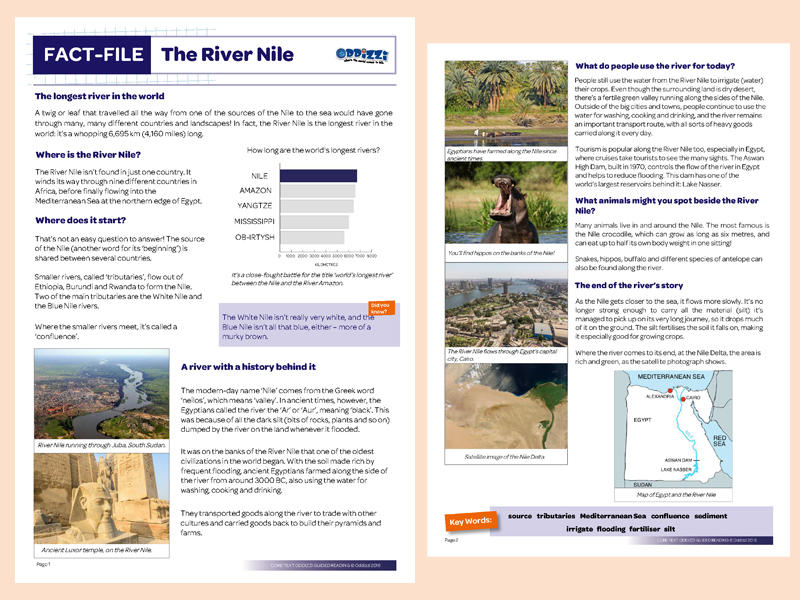 FACT-FILE The River Nile
ODDIZZI
The longest river in the world
A twig or leaf that travelled all the way from one of the sources of the Nile to the sea would have gone
through many, many different countries and landscapes! In fact, the River Nile is the longest river in the
world: it's a whopping 6,695 km (4,160 miles) long.
Where is the River Nile?
The River Nile isn't found in just one country. It
winds its way through nine different countries in
Africa, before finally flowing into the
Mediterranean Sea at the northern edge of Egypt.
Where does it start?
That's not an easy question to answer! The source
of the Nile (another word for its 'beginning') is
shared between several countries.
Smaller rivers, called 'tributaries', flow out of
Ethiopia, Burundi and Rwanda to form the Nile.
Two of the main tributaries are the White Nile and
the Blue Nile rivers.
Where the smaller rivers meet, it's called a
'confluence'.
How long are the world's longest rivers?
NILE
AMAZON
YANGTZE
MISSISSIPPI
OB-IRTYSH
0 1000 2000 3000 4000 5000 6000 7000 8000
KILOMETRES
It's a close-fought battle for the title 'world's longest river'
between the Nile and the River Amazon.
Did you
know?
The White Nile isn't really very white, and the
Blue Nile isn't all that blue, either – more of a
murky brown.
River Nile running through Juba, South Sudan.
Ancient Luxor temple, on the River Nile.
A river with a history behind it
The modern-day name 'Nile' comes from the Greek word
'neilos', which means 'valley'. In ancient times, however, the
Egyptians called the river the 'Ar' or 'Aur', meaning 'black'. This
was because of all the dark silt (bits of rocks, plants and so on)
dumped by the river on the land whenever it flooded.
It was on the banks of the River Nile that one of the oldest
civilizations in the world began. With the soil made rich by
frequent flooding, ancient Egyptians farmed along the side of
the river from around 3000 BC, also using the water for
washing, cooking and drinking.
They transported goods along the river to trade with other
cultures and carried goods back to build their pyramids and
farms.
Page 1
CORE TEXT ODDIZZI GUIDED READING © Oddizzi 2018
Egyptians have farmed along the Nile since
ancient times.
You'll find hippos on the banks of the Nile!
The River Nile flows through Egypt's capital
city, Cairo.
Satellite image of the Nile Delta
What do people use the river for today?
People still use the water from the River Nile to irrigate (water)
their crops. Even though the surrounding land is dry desert,
there's a fertile green valley running along the sides of the Nile.
Outside of the big cities and towns, people continue to use the
water for washing, cooking and drinking, and the river remains
an important transport route, with all sorts of heavy goods
carried along it every day.
Tourism is popular along the River Nile too, especially in Egypt,
where cruises take tourists to see the many sights. The Aswan
High Dam, built in 1970, controls the flow of the river in Egypt
and helps to reduce flooding. This dam has one of the
world's largest reservoirs behind it: Lake Nasser.
What animals might you spot beside the River
Nile?
Many animals live in and around the Nile. The most famous is
the Nile crocodile, which can grow as long as six metres, and
can eat up to half its own body weight in one sitting!
Snakes, hippos, buffalo and different species of antelope can
also be found along the river.
The end of the river's story
As the Nile gets closer to the sea, it flows more slowly. It's no
longer strong enough to carry all the material (silt) it's
managed to pick up on its very long journey, so it drops much
of it on the ground. The silt fertilises the soil it falls on, making
it especially good for growing crops.
Where the river comes to its end, at the Nile Delta, the area is
rich and green, as the satellite photograph shows.
MEDITERRANEAN SEA
ALEXANDRIA
CAIRO
EGYPT
RED
SEA
ASWAN DAM
LAKE NASSER
SUDAN
Map of Egypt and the River Nile
Key Words:
source tributaries Mediterranean Sea confluence sediment
irrigate flooding fertiliser silt
Page 2
CORE TEXT ODDIZZI GUIDED READING © Oddizzi 2018